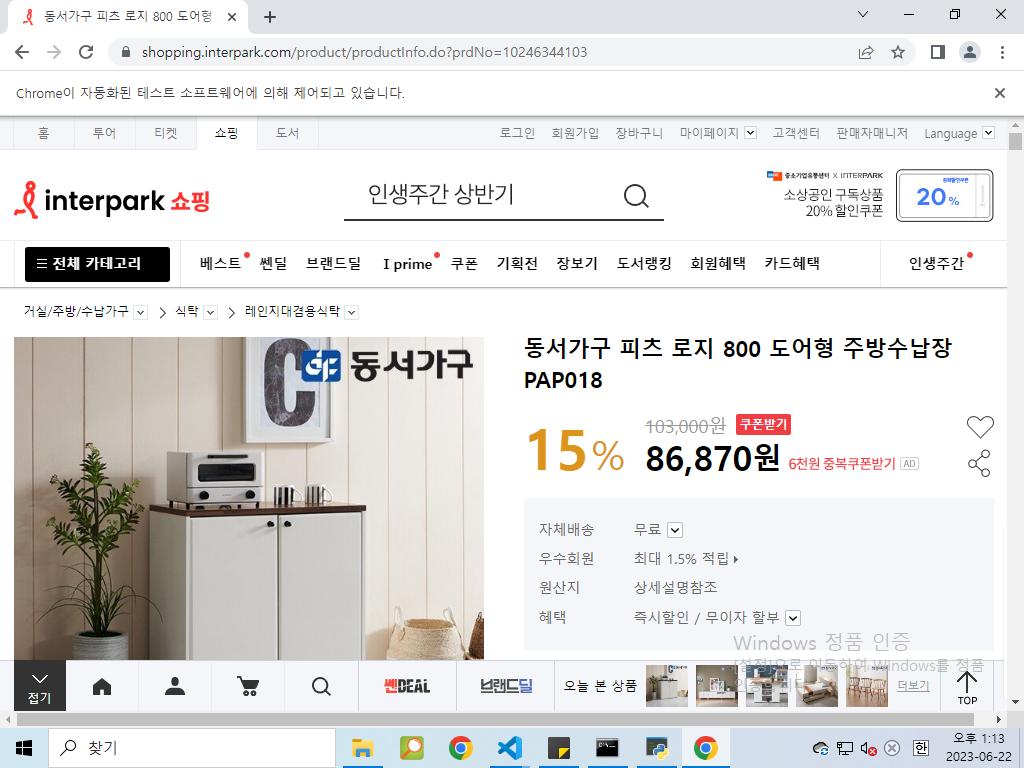 동서가구 피츠 로지 800 도어형
shopping.interpark.com/product/productInfo.do?prdNo=10246344103
Chrome이 자동화된 테스트 소프트웨어에 의해 제어되고 있습니다.
홈 투어 티켓 쇼핑 도서 로그인 회원가입 장바구니 마이페이지 고객센터 판매자매니저 Language
interpark 쇼핑
인생주간 상반기
중소기업유통센터 X INTERPARK
소상공인 구독상품
20% 할인쿠폰
20%
전체 카테고리 베스트 쎈딜 브랜드딜 I prime 쿠폰 기획전 장보기 도서랭킹 회원혜택 카드혜택 인생주간
거실/주방/수납가구 식탁 레인지대겸용식탁
동서가구
동서가구 피츠 로지 800 도어형 주방수납장
PAP018
15%
103,000원 쿠폰받기
86,870원 6천원 중복쿠폰받기 AD
자체배송 무료
우수회원 최대 1.5% 적립
원산지 상세설명참조
혜택 즉시할인 / 무이자 할부
Windows 정품 인증
[설정]으로 이동하여 Windows를 정품
접기
쎈DEAL
브랜드딜
오늘 본 상품
더보기
TOP
찾기
한
오후 1:13
2023-06-22